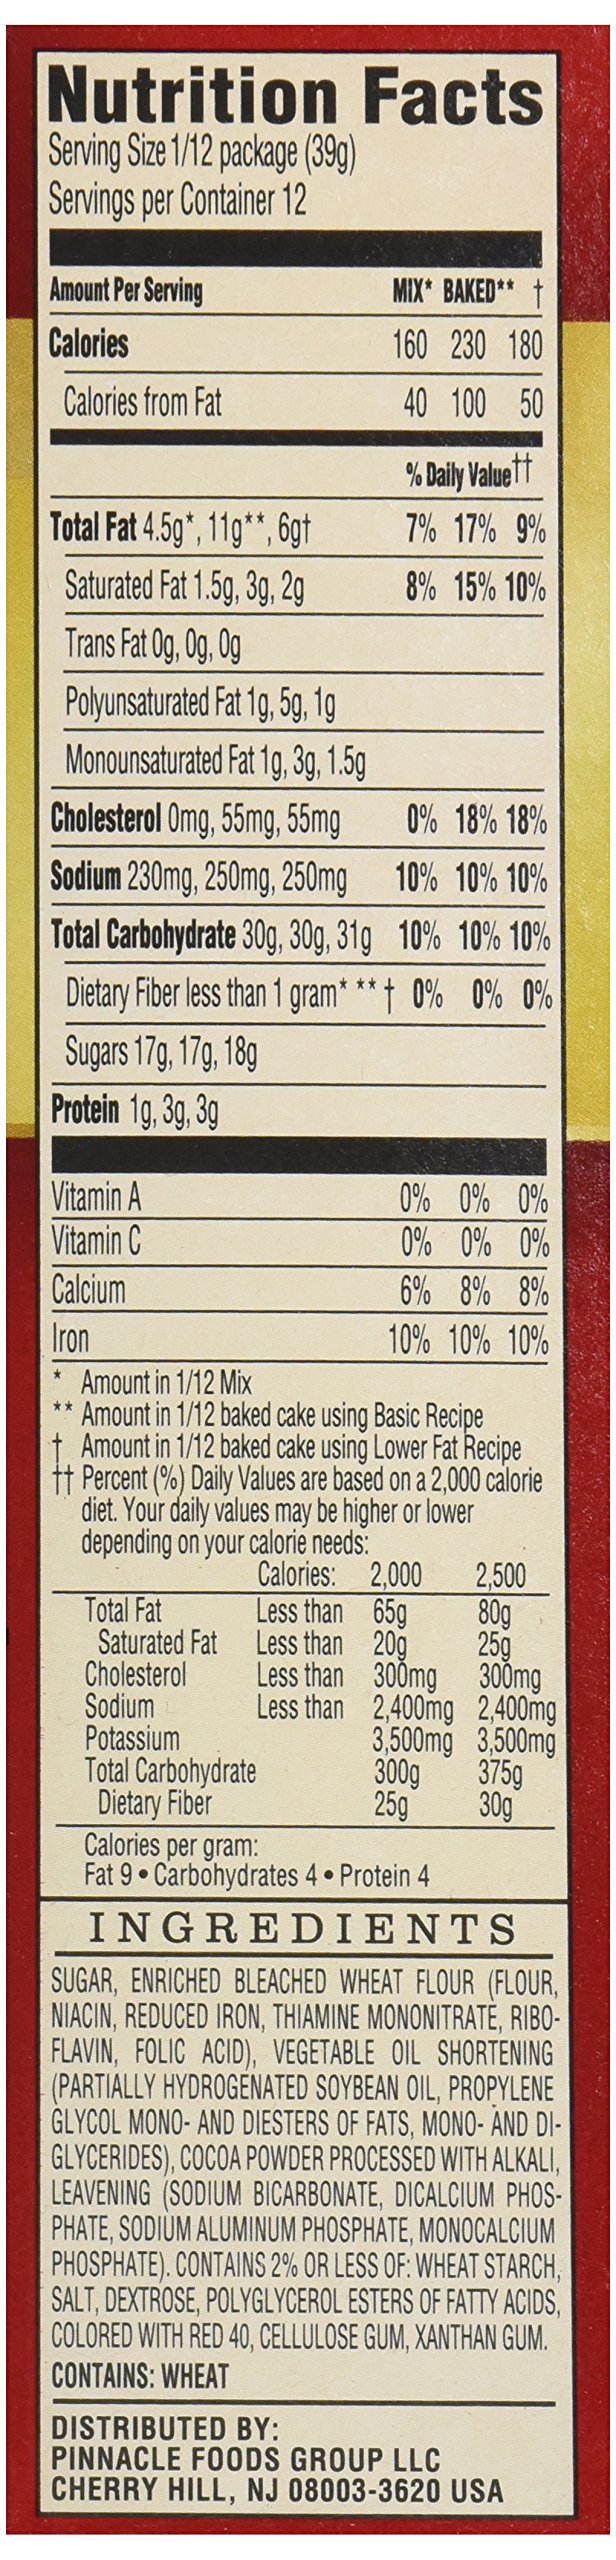 Nutrition Facts
Serving Size 1/12 package (39g)
Servings per Container 12
Amount Per Serving MIX* BAKED** †
Calories 160 230 180
Calories from Fat 40 100 50
% Daily Value††
Total Fat 4.5g*, 11g**, 6g† 7% 17% 9%
Saturated Fat 1.5g, 3g, 2g 8% 15% 10%
Trans Fat 0g, 0g, 0g
Polyunsaturated Fat 1g, 5g, 1g
Monounsaturated Fat 1g, 3g, 1.5g
Cholesterol 0mg, 55mg, 55mg 0% 18% 18%
Sodium 230mg, 250mg, 250mg 10% 10% 10%
Total Carbohydrate 30g, 30g, 31g 10% 10% 10%
Dietary Fiber less than 1 gram* ** † 0% 0% 0%
Sugars 17g, 17g, 18g
Protein 1g, 3g, 3g
Vitamin A 0% 0% 0%
Vitamin C 0% 0% 0%
Calcium 6% 8% 8%
Iron 10% 10% 10%
* Amount in 1/12 Mix
** Amount in 1/12 baked cake using Basic Recipe
† Amount in 1/12 baked cake using Lower Fat Recipe
†† Percent (%) Daily Values are based on a 2,000 calorie
diet. Your daily values may be higher or lower
depending on your calorie needs:
Calories: 2,000 2,500
Total Fat Less than 65g 80g
Saturated Fat Less than 20g 25g
Cholesterol Less than 300mg 300mg
Sodium Less than 2,400mg 2,400mg
Potassium 3,500mg 3,500mg
Total Carbohydrate 300g 375g
Dietary Fiber 25g 30g
Calories per gram:
Fat 9 • Carbohydrates 4 • Protein 4
INGREDIENTS
SUGAR, ENRICHED BLEACHED WHEAT FLOUR (FLOUR,
NIACIN, REDUCED IRON, THIAMINE MONONITRATE, RIBO-
FLAVIN, FOLIC ACID), VEGETABLE OIL SHORTENING
(PARTIALLY HYDROGENATED SOYBEAN OIL, PROPYLENE
GLYCOL MONO- AND DIESTERS OF FATS, MONO- AND DI-
GLYCERIDES), COCOA POWDER PROCESSED WITH ALKALI,
LEAVENING (SODIUM BICARBONATE, DICALCIUM PHOS-
PHATE, SODIUM ALUMINUM PHOSPHATE, MONOCALCIUM
PHOSPHATE). CONTAINS 2% OR LESS OF: WHEAT STARCH,
SALT, DEXTROSE, POLYGLYCEROL ESTERS OF FATTY ACIDS,
COLORED WITH RED 40, CELLULOSE GUM, XANTHAN GUM.
CONTAINS: WHEAT
DISTRIBUTED BY:
PINNACLE FOODS GROUP LLC
CHERRY HILL, NJ 08003-3620 USA